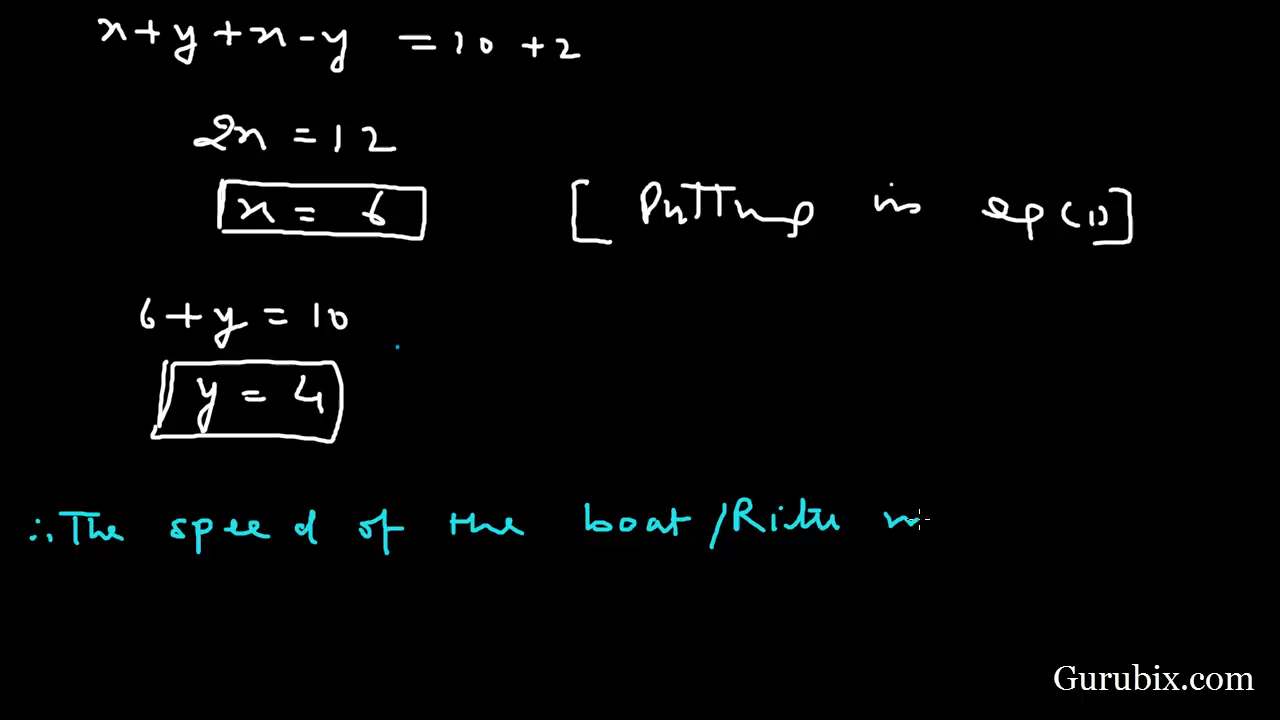 x+y+x-y = 10+2
2x = 12
x = 6 [Putting in eq(1)]
6+y = 10
y = 4
∴ The speed of the boat/Ritu
Gurubix.com